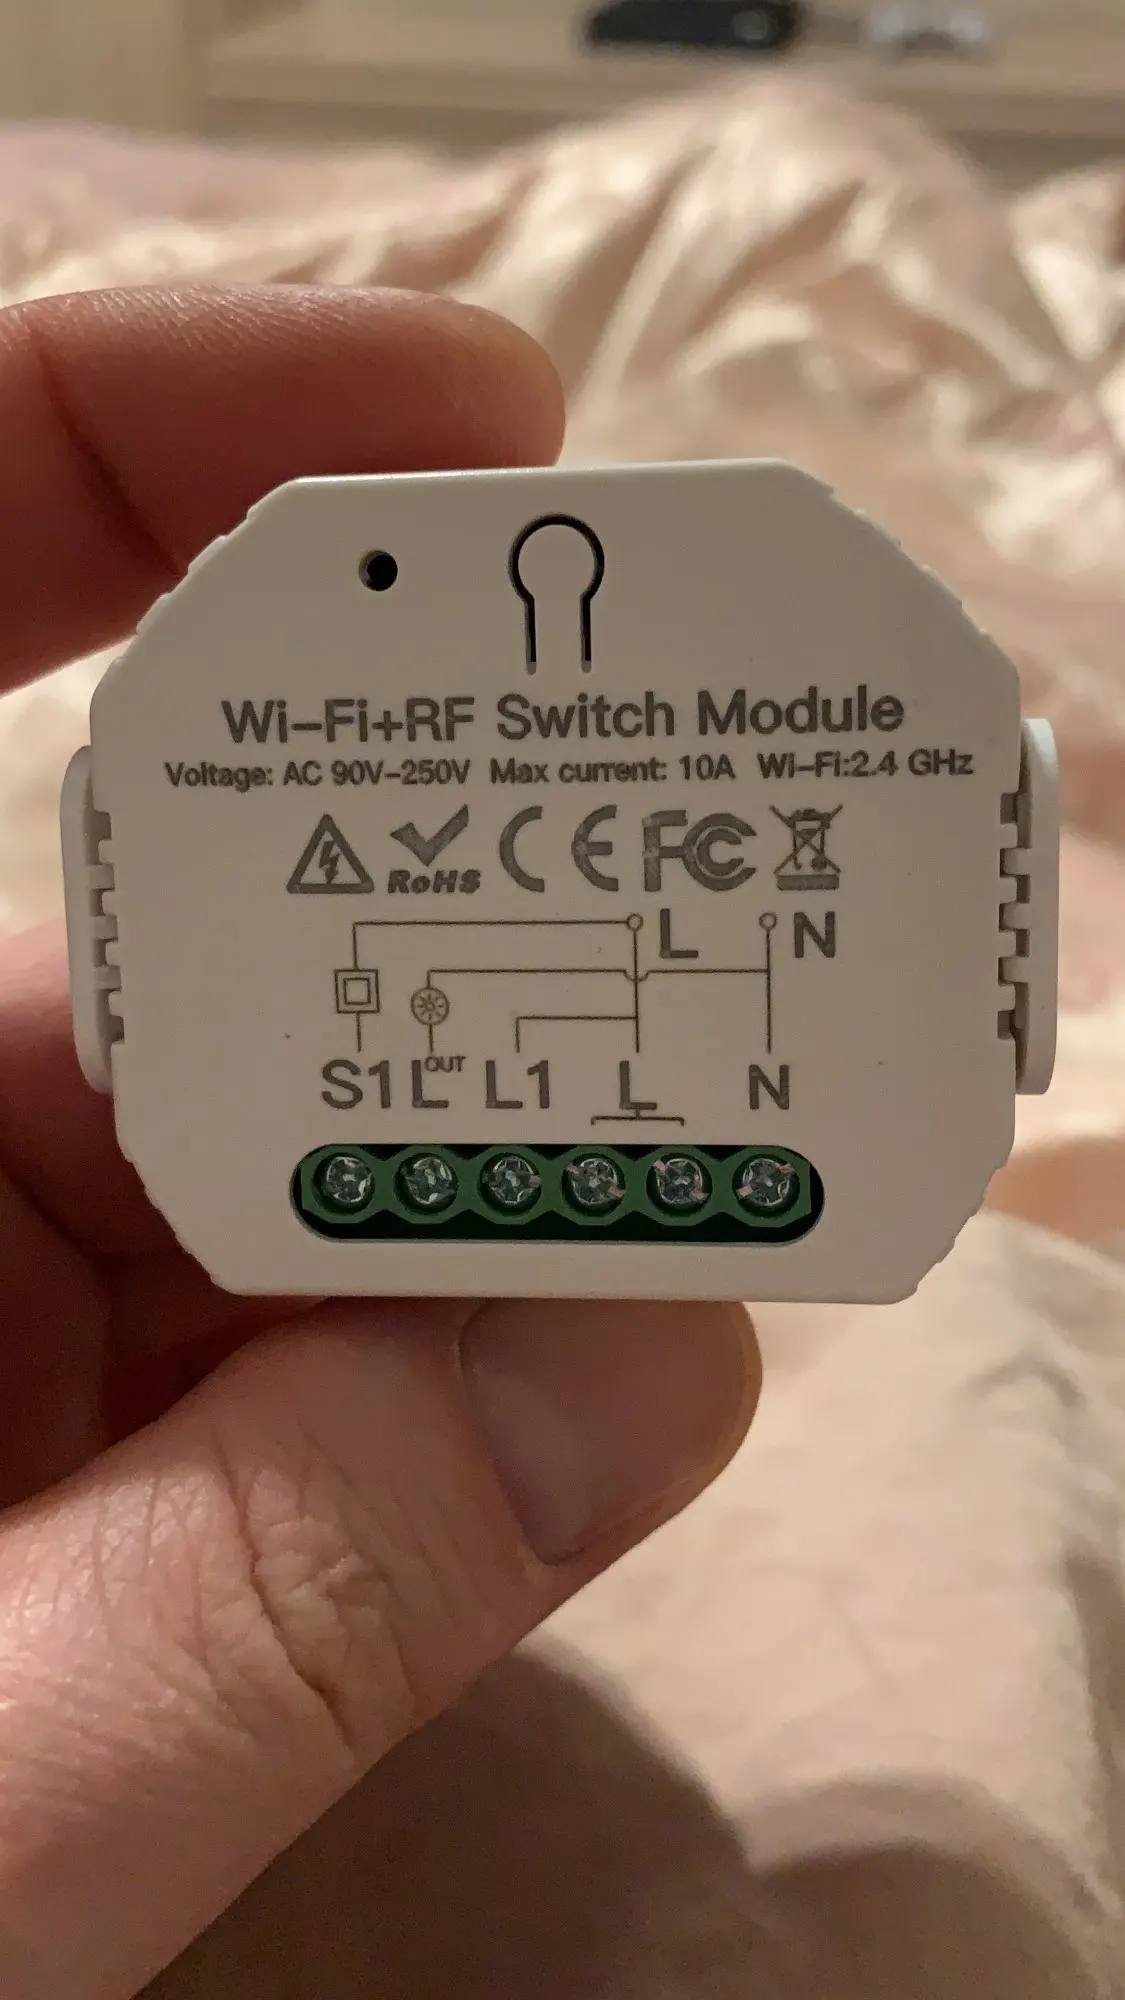 Wi-Fi+RF Switch Module
Voltage: AC 90V-250V Max current: 10A Wi-Fi:2.4 GHz
RoHS CE FC
L N
S1 L OUT L1 L N